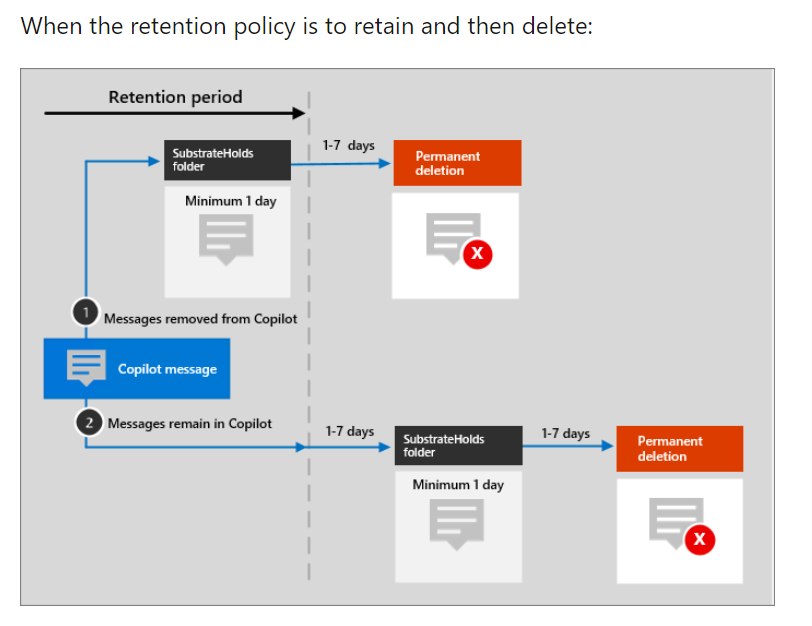 When the retention policy is to retain and then delete:
Retention period
SubstrateHolds
folder
1-7 days
Permanent
deletion
Minimum 1 day
X
1
Messages removed from Copilot
Copilot message
2
Messages remain in Copilot
1-7 days
SubstrateHolds
folder
1-7 days
Permanent
deletion
Minimum 1 day
X